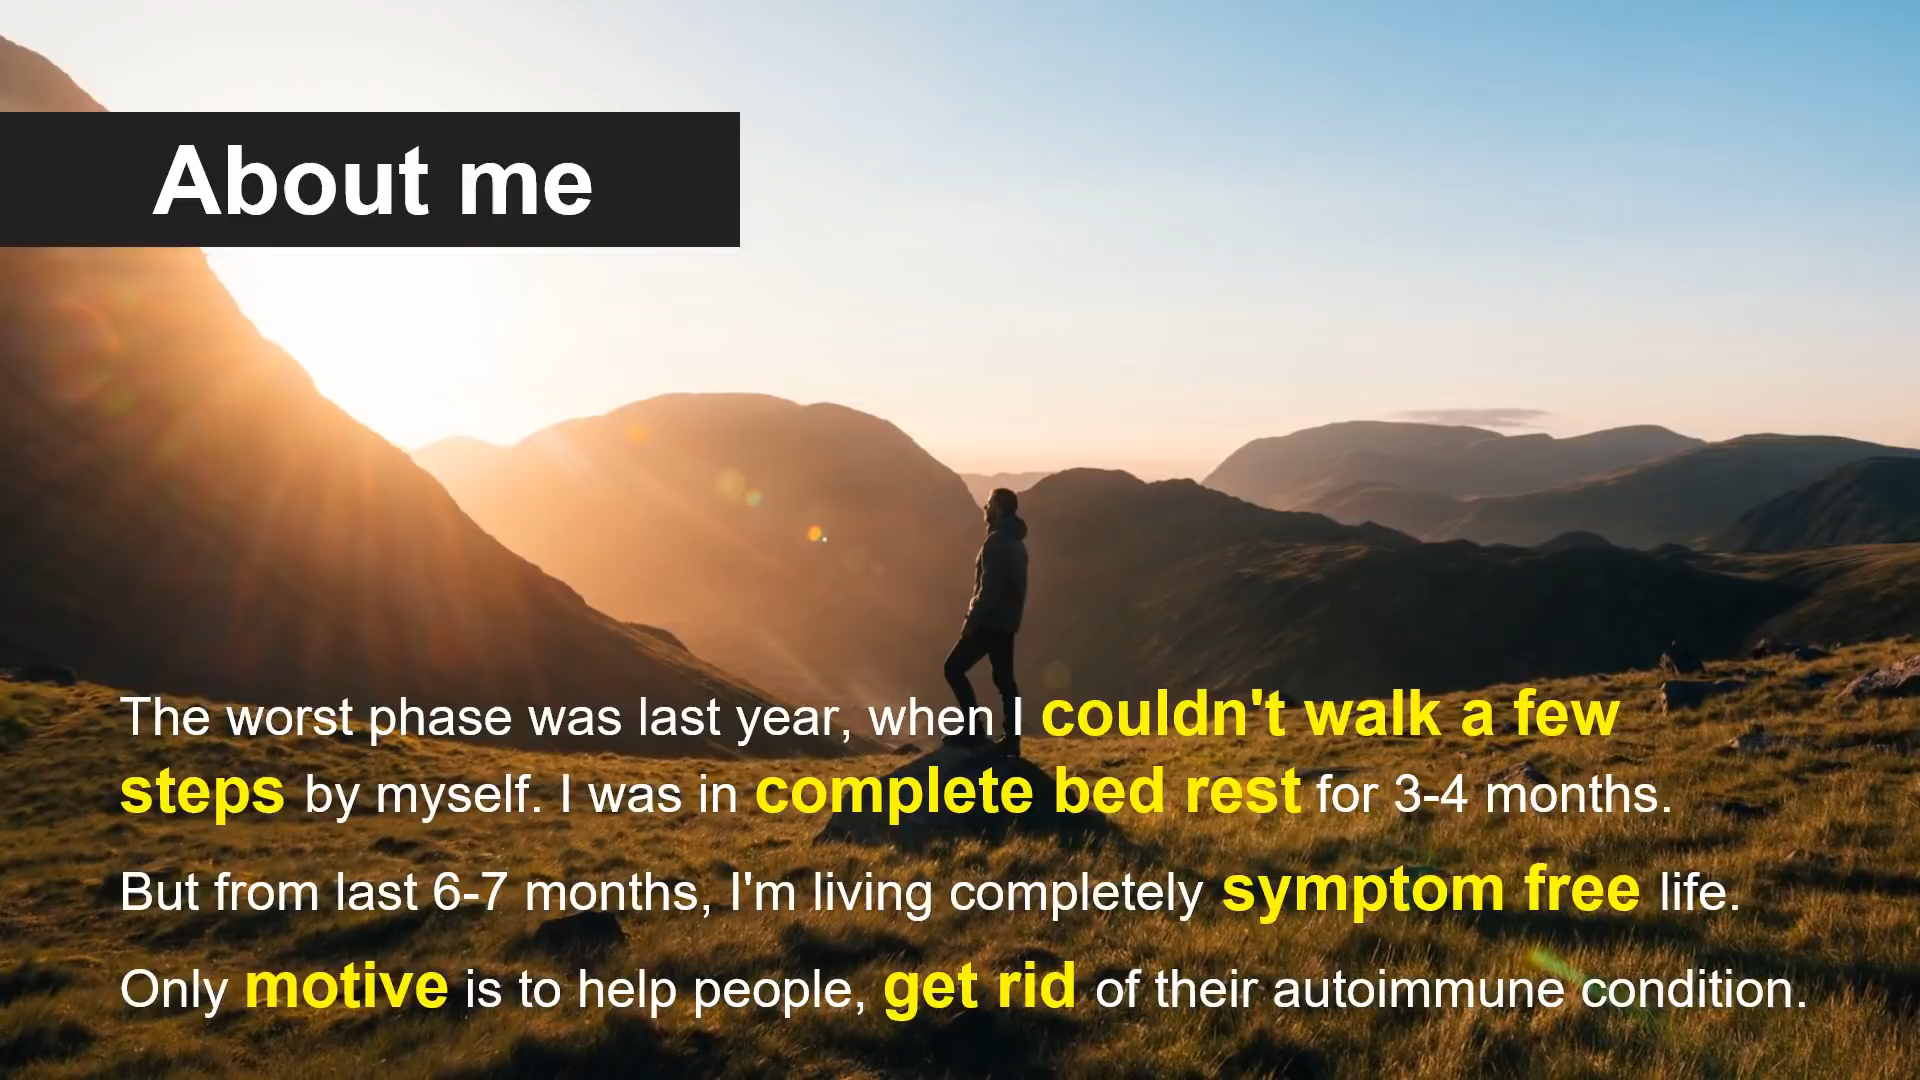 About me
The worst phase was last year, when I couldn't walk a few
steps by myself. I was in complete bed rest for 3-4 months.
But from last 6-7 months, I'm living completely symptom free life.
Only motive is to help people, get rid of their autoimmune condition.